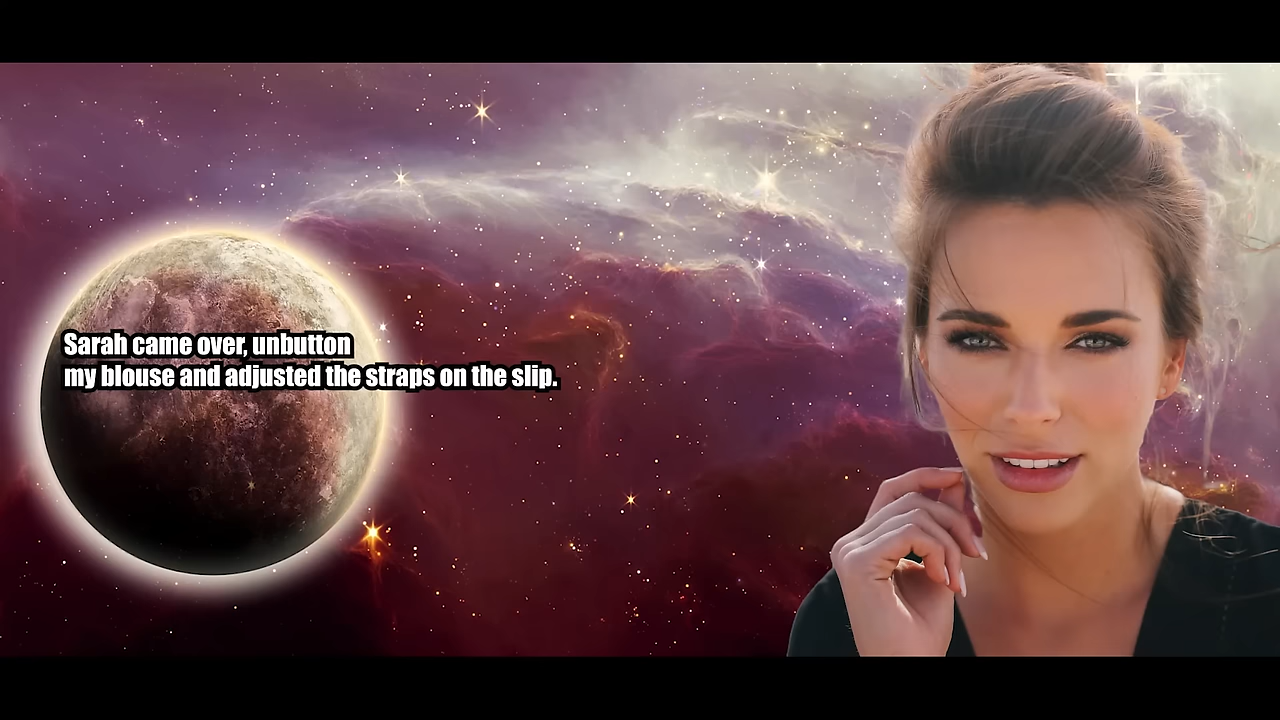 Sarah came over, unbutton
my blouse and adjusted the straps on the slip.